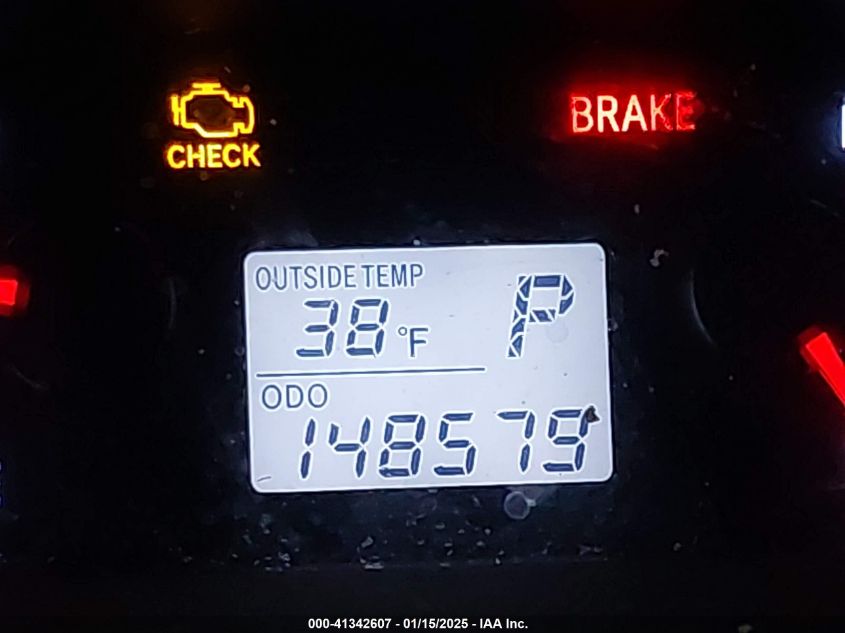 CHECK
BRAKE
OUTSIDE TEMP
38 °F
P
ODO
148579
000-41342607 - 01/15/2025 - IAA Inc.